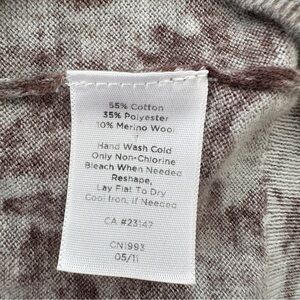 55% Cotton
35% Polyester
10% Merino Wool
Hand Wash Cold
Only Non-Chlorine
Bleach When Needed
Reshape,
Lay Flat To Dry
Cool Iron, if Needed
CA #23147
CN1993
05/11